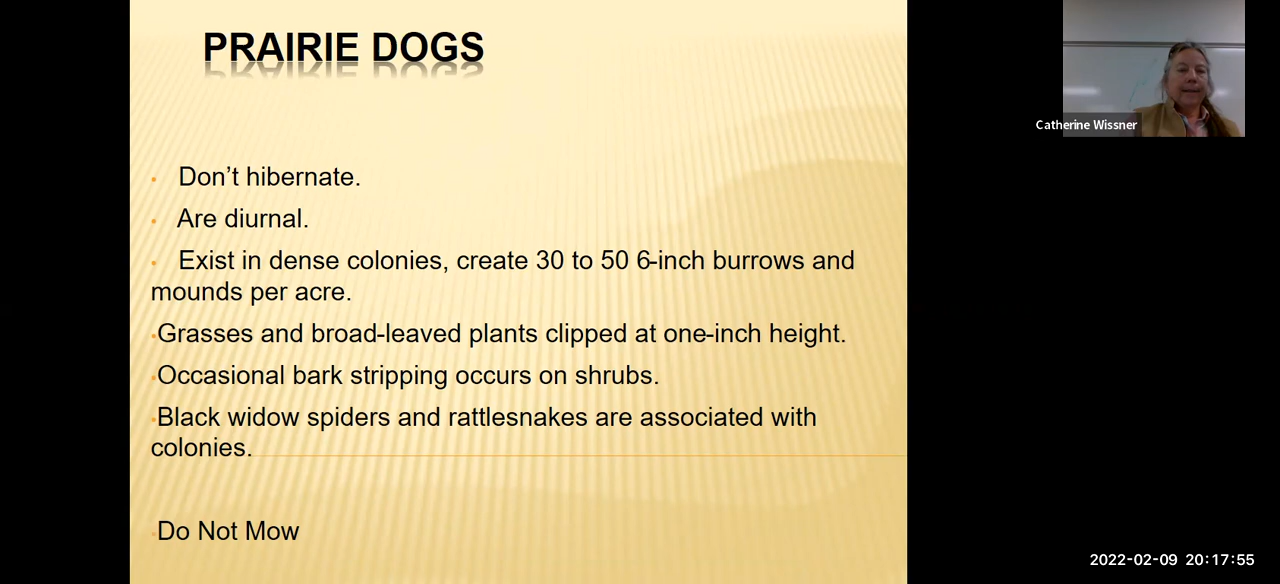 PRAIRIE DOGS
Catherine Wissner
Don’t hibernate.
Are diurnal.
Exist in dense colonies, create 30 to 50 6-inch burrows and
mounds per acre.
Grasses and broad-leaved plants clipped at one-inch height.
Occasional bark stripping occurs on shrubs.
Black widow spiders and rattlesnakes are associated with
colonies.
Do Not Mow
2022-02-09 20:17:55